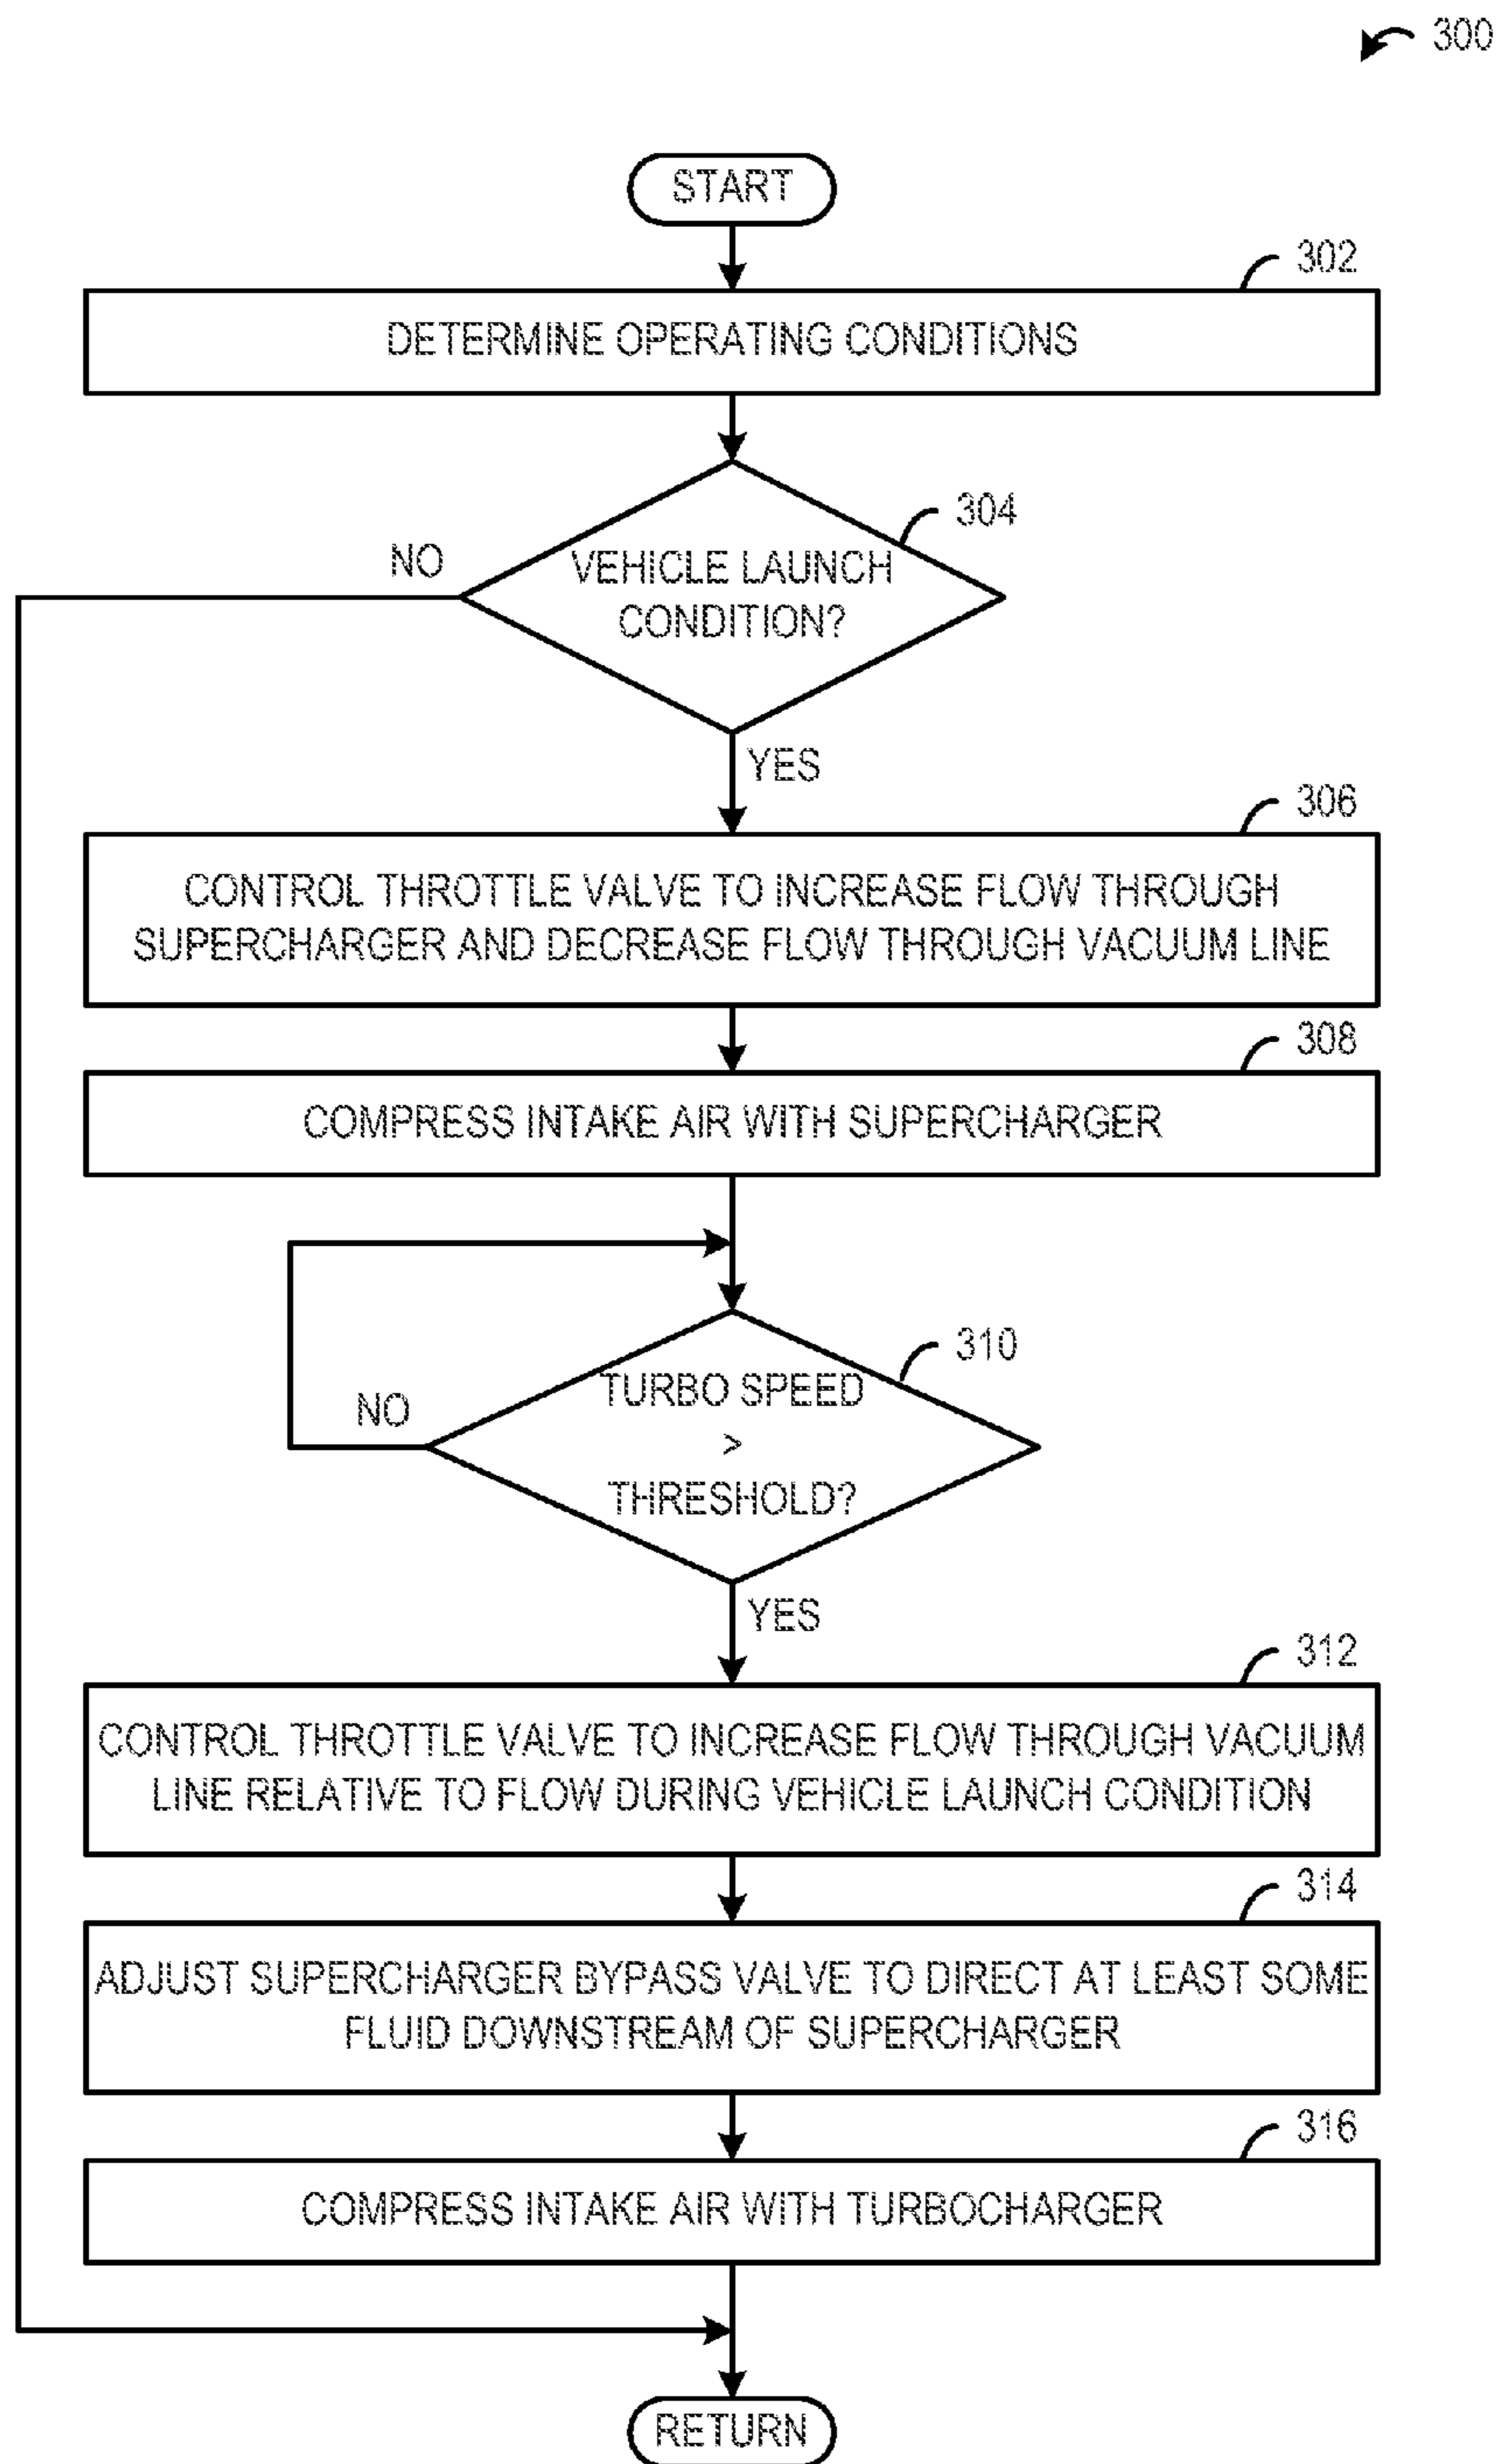 300
START
302
DETERMINE OPERATING CONDITIONS
304
NO
VEHICLE LAUNCH
CONDITION?
YES
306
CONTROL THROTTLE VALVE TO INCREASE FLOW THROUGH
SUPERCHARGER AND DECREASE FLOW THROUGH VACUUM LINE
308
COMPRESS INTAKE AIR WITH SUPERCHARGER
310
TURBO SPEED
NO
>
THRESHOLD?
YES
312
CONTROL THROTTLE VALVE TO INCREASE FLOW THROUGH VACUUM
LINE RELATIVE TO FLOW DURING VEHICLE LAUNCH CONDITION
314
ADJUST SUPERCHARGER BYPASS VALVE TO DIRECT AT LEAST SOME
FLUID DOWNSTREAM OF SUPERCHARGER
316
COMPRESS INTAKE AIR WITH TURBOCHARGER
RETURN